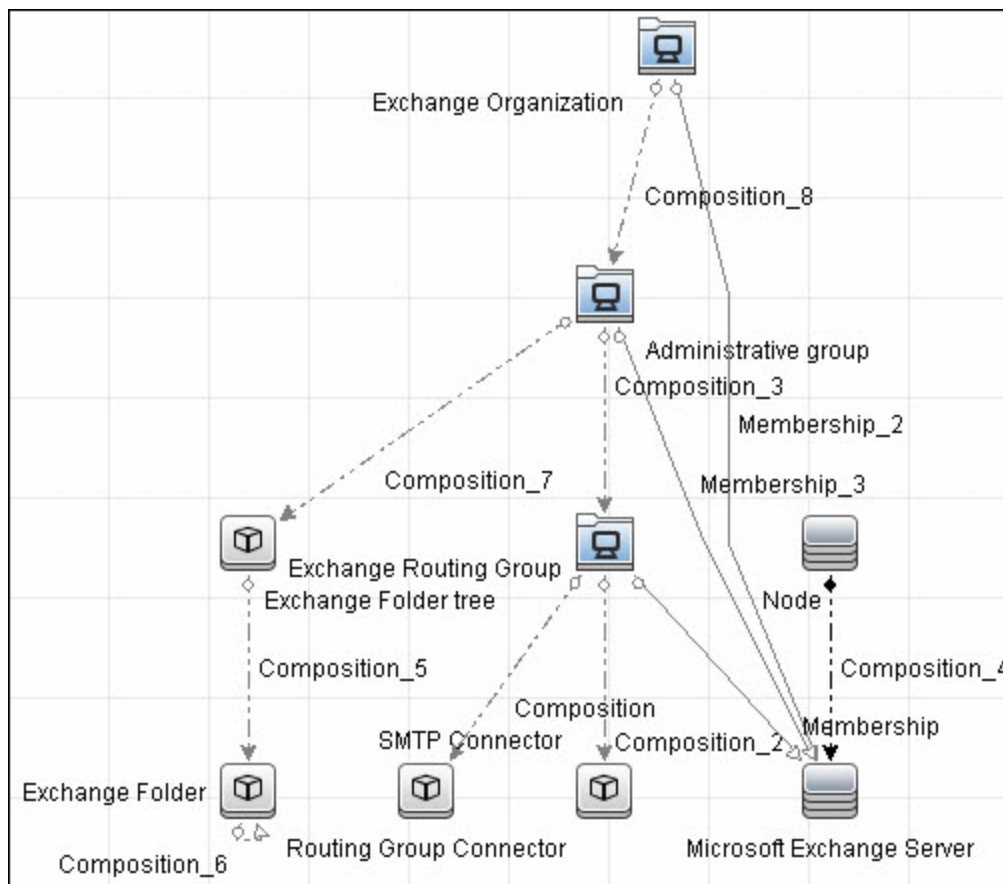 Exchange Organization
Composition_8
Administrative group
Composition_3
Membership_2
Composition_7
Membership_3
Exchange Routing Group
Exchange Folder tree
Node
Composition_5
Composition_4
Composition
Membership
SMTP Connector
Composition_2
Exchange Folder
Routing Group Connector
Microsoft Exchange Server
Composition_6